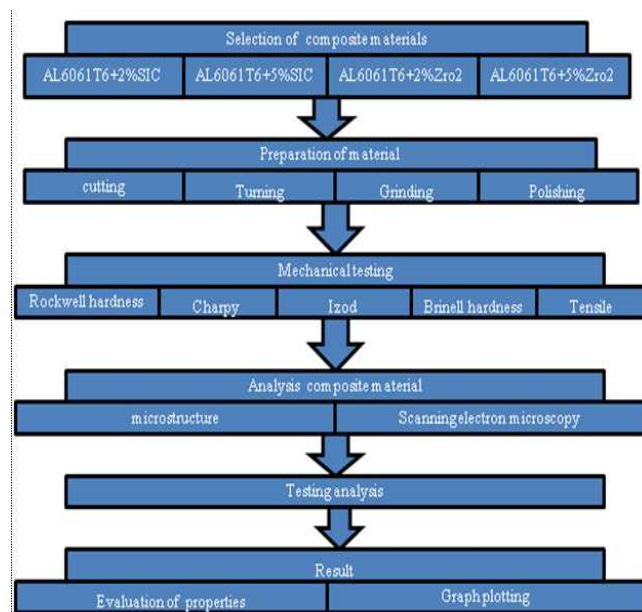 Selection of composite materials
AL6061T6+2%SIC AL6061T6+5%SIC AL6061T6+2%Zro2 AL6061T6+5%Zro2
Preparation of material
cutting Turning Grinding Polishing
Mechanical testing
Rockwell hardness Charpy Izod Brinell hardness Tensile
Analysis composite material
microstructure Scanning electron microscopy
Testing analysis
Result
Evaluation of properties Graph plotting